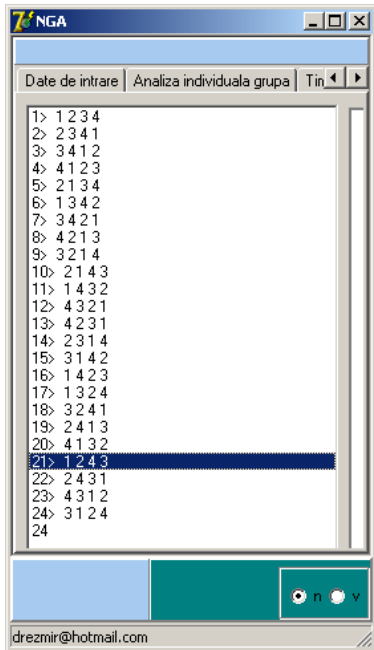 NGA
Date de intrare Analiza individuala grupa Tin
1> 1 2 3 4
2> 2 3 4 1
3> 3 4 1 2
4> 4 1 2 3
5> 2 1 3 4
6> 1 3 4 2
7> 3 4 2 1
8> 4 2 1 3
9> 3 2 1 4
10> 2 1 4 3
11> 1 4 3 2
12> 4 3 2 1
13> 4 2 3 1
14> 2 3 1 4
15> 3 1 4 2
16> 1 4 2 3
17> 1 3 2 4
18> 3 2 4 1
19> 2 4 1 3
20> 4 1 3 2
21> 1 2 4 3
22> 2 4 3 1
23> 4 3 1 2
24> 3 1 2 4
24
n v
drezmir@hotmail.com